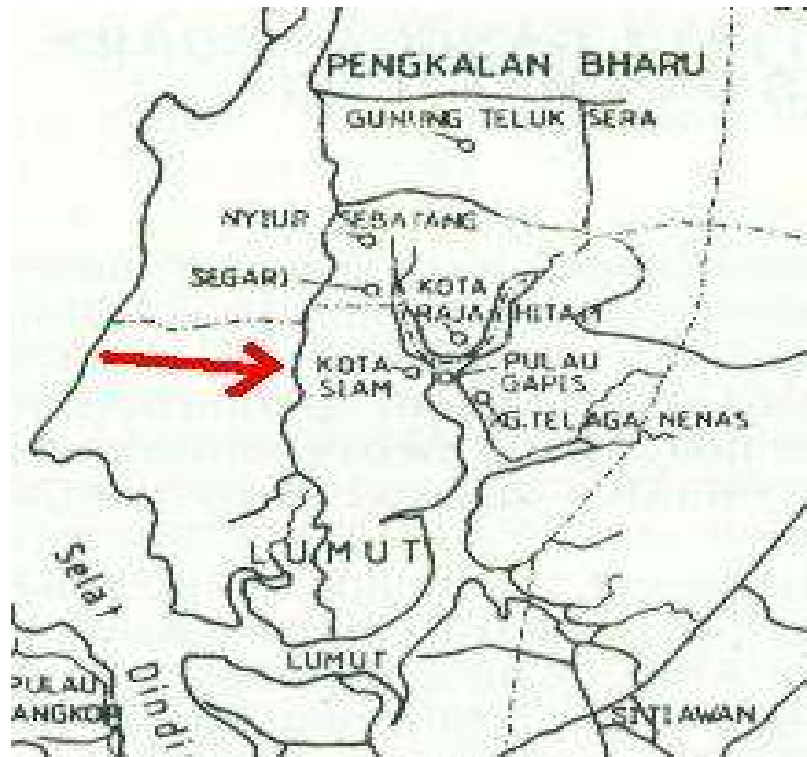 PENGKALAN BHARU
GUNUNG TELUK SERA
NYIUR SEBATANG
SEGARI
KOTA
RAJA HITAM
KOTA
SIAM
PULAU
GAPIS
G.TELAGA NENAS
LUMUT
Selat
Dindi
LUMUT
PULAU
ANGKOR
SITIAWAN